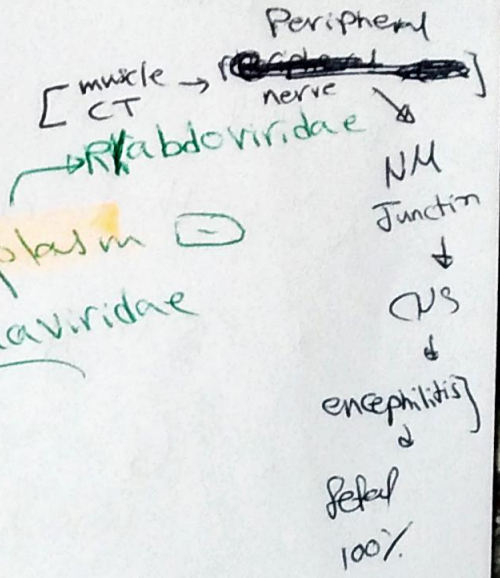 Peripheral
[ muscle →
CT
nerve
Rhabdoviridae
NM
Junctin
plasm ⊖
CNS
aviridae
encephilitis]
fetal
100%